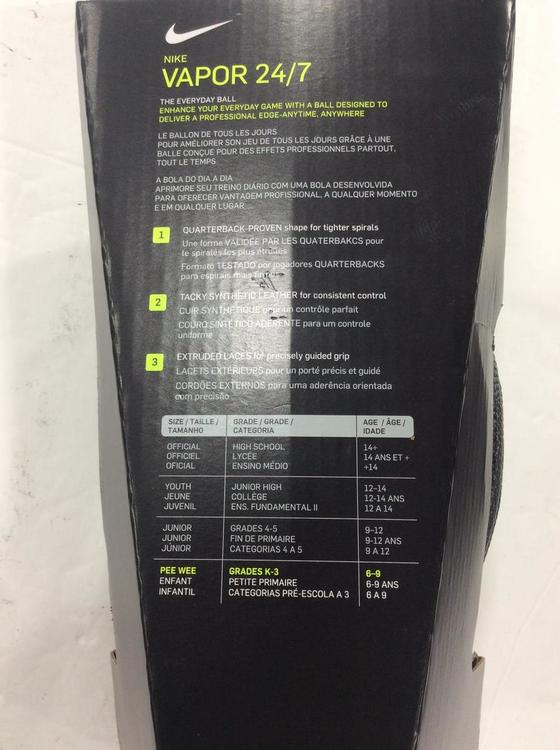 NIKE
VAPOR 24/7
THE EVERYDAY BALL
ENHANCE YOUR EVERYDAY GAME WITH A BALL DESIGNED TO
DELIVER A PROFESSIONAL EDGE-ANYTIME, ANYWHERE
LE BALLON DE TOUS LES JOURS
POUR AMÉLIORER SON JEU DE TOUS LES JOURS GRÂCE À UNE
BALLE CONÇUE POUR DES EFFETS PROFESSIONNELS PARTOUT,
TOUT LE TEMPS
A BOLA DO DIA A DIA
APRIMORE SEU TREINO DIÁRIO COM UMA BOLA DESENVOLVIDA
PARA OFERECER VANTAGEM PROFISSIONAL, A QUALQUER MOMENTO
E EM QUALQUER LUGAR
1 QUARTERBACK-PROVEN shape for tighter spirals
Une forme VALIDÉE PAR LES QUATERBAKCS pour
le spirales les plus étroites
Formato TESTADO por jogadores QUARTERBACKS
para espirais mais firmes
2 TACKY SYNTHETIC LEATHER for consistent control
CUIR SYNTHÉTIQUE pour un contrôle parfait
COURO SINTÉTICO ADERENTE para um controle
uniforme
3 EXTRUDED LACES for precisely guided grip
LACETS EXTÉRIEURS pour un porté précis et guidé
CORDÕES EXTERNOS para uma aderência orientada
com precisão
SIZE / TAILLE / GRADE / GRADE / AGE / ÂGE /
TAMANHO CATEGORIA IDADE
OFFICIAL HIGH SCHOOL 14+
OFFICIEL LYCÉE 14 ANS ET +
OFICIAL ENSINO MÉDIO +14
YOUTH JUNIOR HIGH 12–14
JEUNE COLLÈGE 12-14 ANS
JUVENIL ENS. FUNDAMENTAL II 12 A 14
JUNIOR GRADES 4-5 9–12
JUNIOR FIN DE PRIMAIRE 9-12 ANS
JÚNIOR CATEGORIAS 4 A 5 9 A 12
PEE WEE GRADES K-3 6–9
ENFANT PETITE PRIMAIRE 6-9 ANS
INFANTIL CATEGORIAS PRÉ-ESCOLA A 3 6 A 9